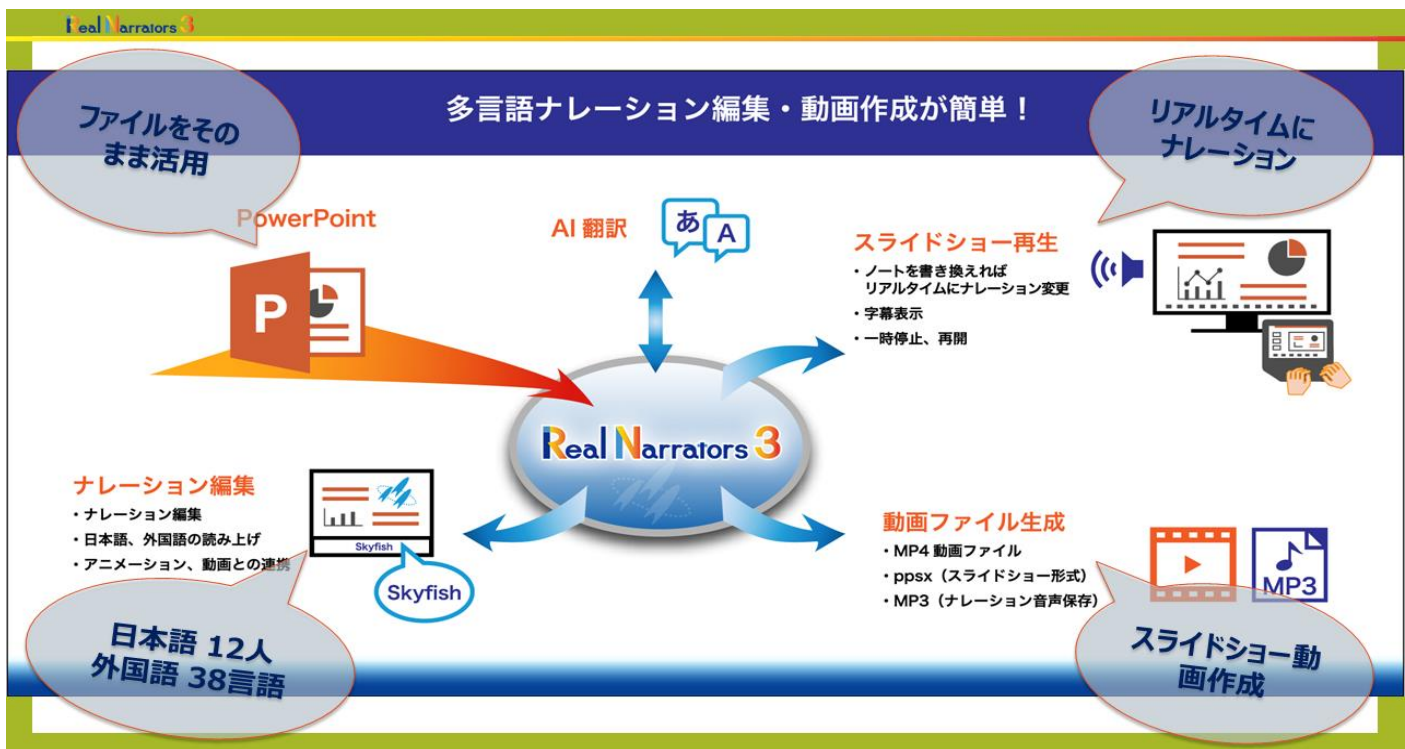 Real Narrators 3
多言語ナレーション編集・動画作成が簡単！
ファイルをその
まま活用
リアルタイムに
ナレーション
PowerPoint
P
AI 翻訳
あ
A
スライドショー再生
・ノートを書き換えれば
リアルタイムにナレーション変更
・字幕表示
・一時停止、再開
Real Narrators 3
ナレーション編集
・ナレーション編集
・日本語、外国語の読み上げ
・アニメーション、動画との連携
Skyfish
Skyfish
動画ファイル生成
・MP4 動画ファイル
・ppsx（スライドショー形式）
・MP3（ナレーション音声保存）
MP3
日本語 12人
外国語 38言語
スライドショー動
画作成